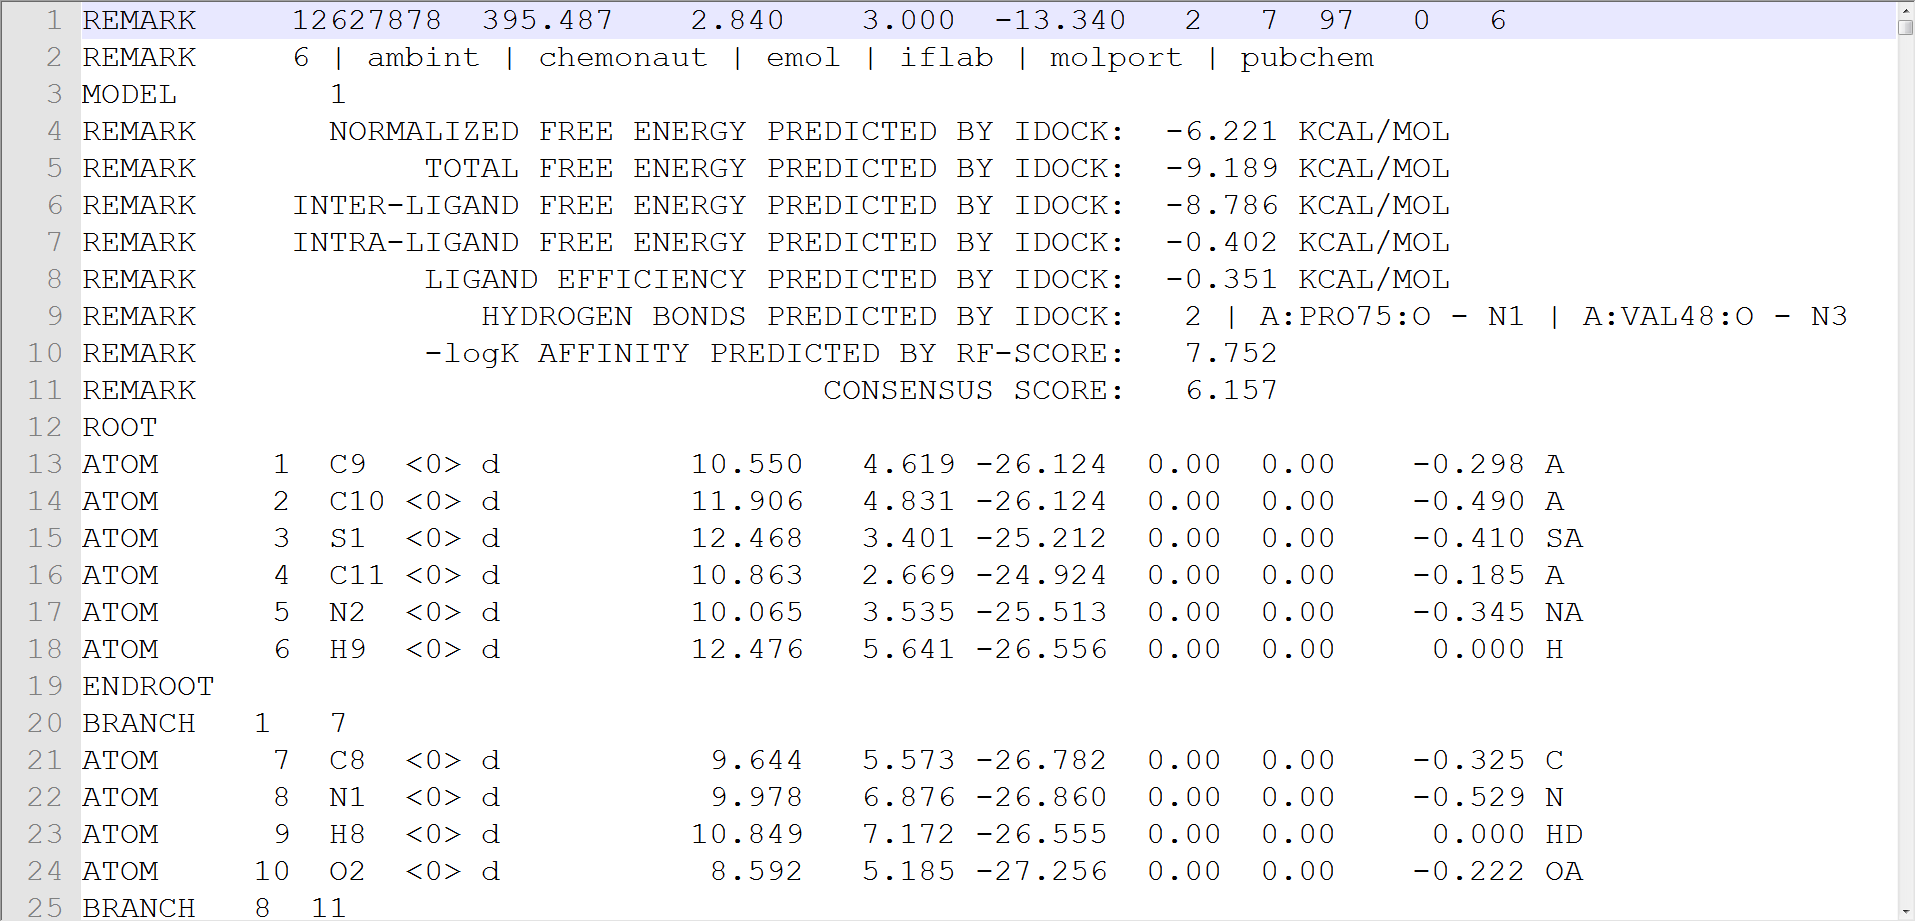 1 REMARK     12627878  395.487    2.840    3.000  -13.340   2   7  97   0   6
2 REMARK     6 | ambint | chemonaut | emol | iflab | molport | pubchem
3 MODEL        1
4 REMARK       NORMALIZED FREE ENERGY PREDICTED BY IDOCK:  -6.221 KCAL/MOL
5 REMARK            TOTAL FREE ENERGY PREDICTED BY IDOCK:  -9.189 KCAL/MOL
6 REMARK     INTER-LIGAND FREE ENERGY PREDICTED BY IDOCK:  -8.786 KCAL/MOL
7 REMARK     INTRA-LIGAND FREE ENERGY PREDICTED BY IDOCK:  -0.402 KCAL/MOL
8 REMARK            LIGAND EFFICIENCY PREDICTED BY IDOCK:  -0.351 KCAL/MOL
9 REMARK               HYDROGEN BONDS PREDICTED BY IDOCK:   2 | A:PRO75:O - N1 | A:VAL48:O - N3
10 REMARK            -logK AFFINITY PREDICTED BY RF-SCORE:   7.752
11 REMARK                                 CONSENSUS SCORE:   6.157
12 ROOT
13 ATOM      1  C9  <0> d          10.550   4.619 -26.124  0.00  0.00    -0.298 A
14 ATOM      2  C10 <0> d          11.906   4.831 -26.124  0.00  0.00    -0.490 A
15 ATOM      3  S1  <0> d          12.468   3.401 -25.212  0.00  0.00    -0.410 SA
16 ATOM      4  C11 <0> d          10.863   2.669 -24.924  0.00  0.00    -0.185 A
17 ATOM      5  N2  <0> d          10.065   3.535 -25.513  0.00  0.00    -0.345 NA
18 ATOM      6  H9  <0> d          12.476   5.641 -26.556  0.00  0.00     0.000 H
19 ENDROOT
20 BRANCH   1   7
21 ATOM      7  C8  <0> d           9.644   5.573 -26.782  0.00  0.00    -0.325 C
22 ATOM      8  N1  <0> d           9.978   6.876 -26.860  0.00  0.00    -0.529 N
23 ATOM      9  H8  <0> d          10.849   7.172 -26.555  0.00  0.00     0.000 HD
24 ATOM     10  O2  <0> d           8.592   5.185 -27.256  0.00  0.00    -0.222 OA
25 BRANCH   8  11